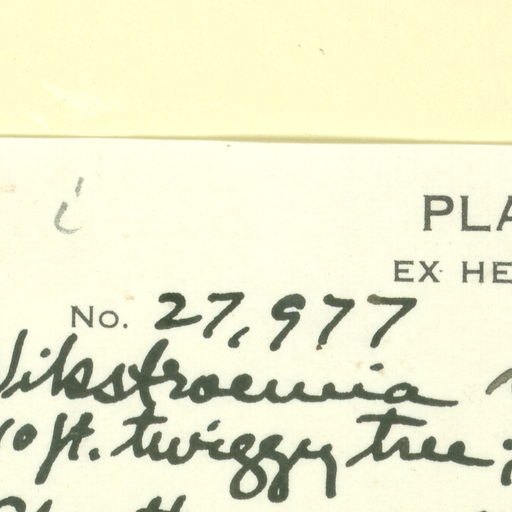 i
PLA
EX HE
No. 27,977
Wikstroemia
10 ft. twiggy tree